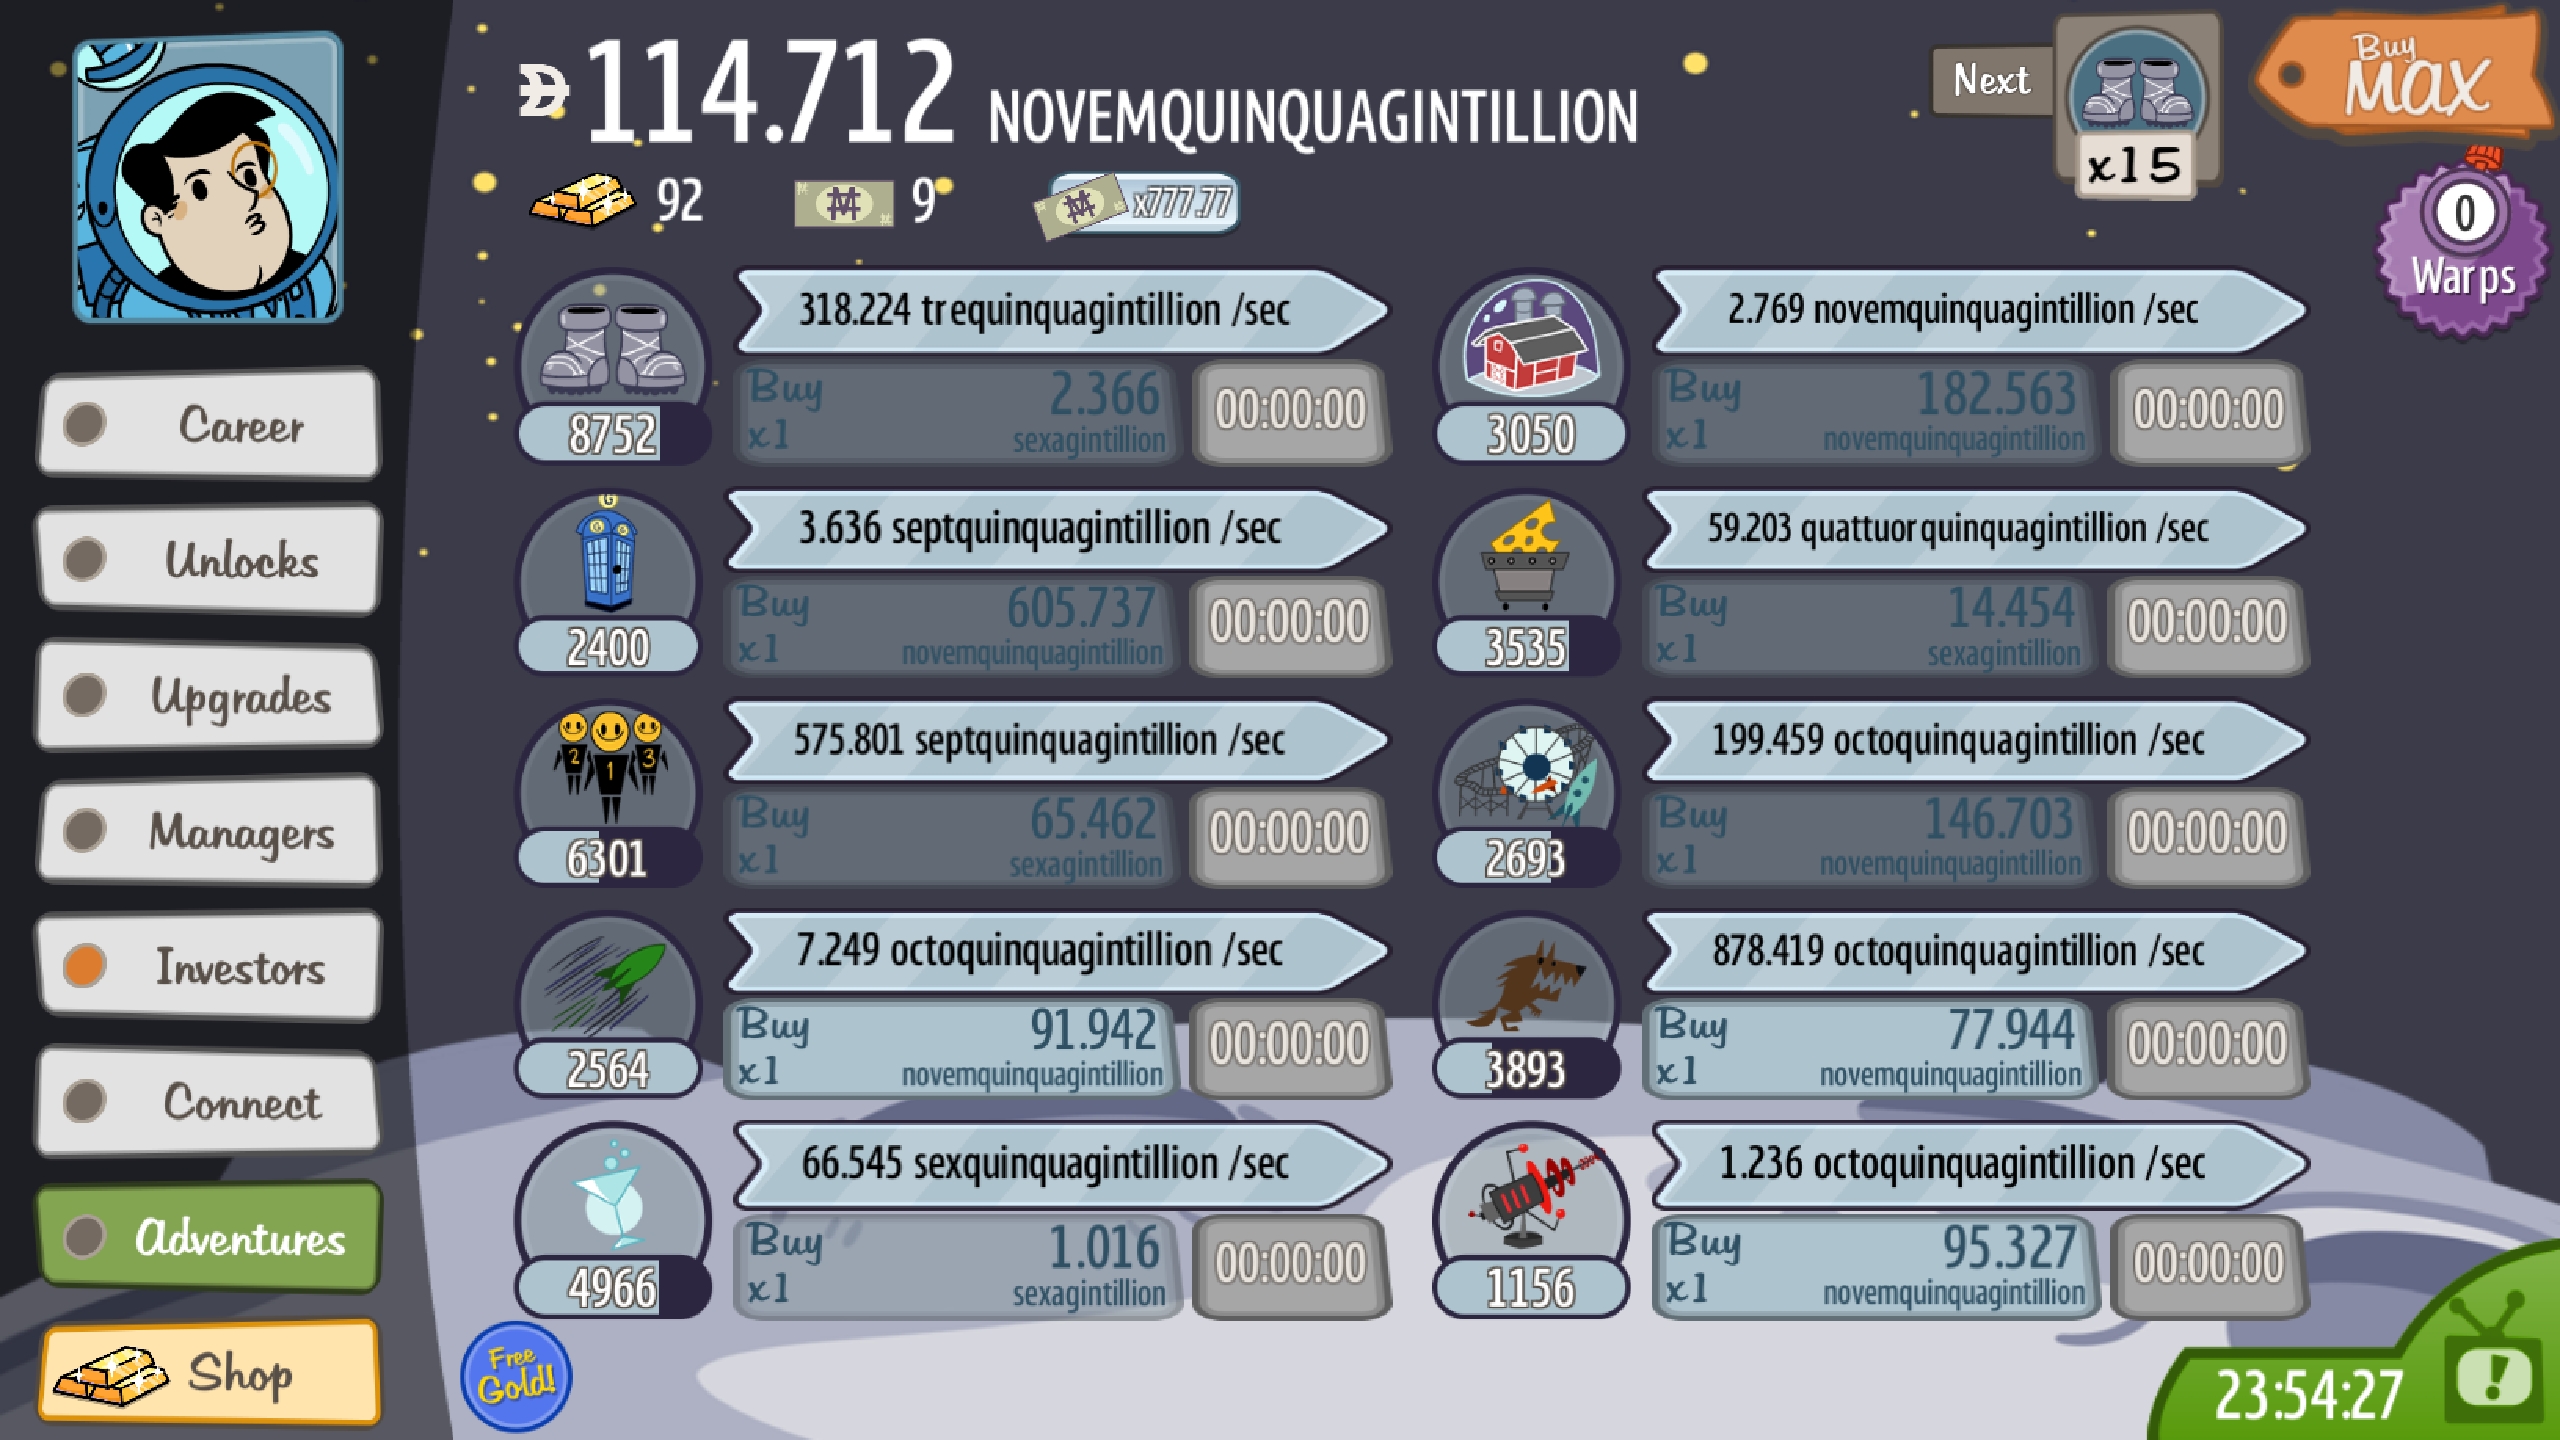 114.712 NOVEMQUINQUAGINTILLION
92
9
x777.77
Next
x15
Buy
MAX
0
Warps
Career
Unlocks
Upgrades
Managers
Investors
Connect
Adventures
Shop
318.224 trequinquagintillion /sec
8752
Buy
x1
2.366
sexagintillion
00:00:00
2.769 novemquinquagintillion /sec
3050
Buy
x1
182.563
novemquinquagintillion
00:00:00
3.636 septquinquagintillion /sec
2400
Buy
x1
605.737
novemquinquagintillion
00:00:00
59.203 quattuorquinquagintillion /sec
3535
Buy
x1
14.454
sexagintillion
00:00:00
575.801 septquinquagintillion /sec
2 1 3
6301
Buy
x1
65.462
sexagintillion
00:00:00
199.459 octoquinquagintillion /sec
2693
Buy
x1
146.703
novemquinquagintillion
00:00:00
7.249 octoquinquagintillion /sec
2564
Buy
x1
91.942
novemquinquagintillion
00:00:00
878.419 octoquinquagintillion /sec
3893
Buy
x1
77.944
novemquinquagintillion
00:00:00
66.545 sexquinquagintillion /sec
4966
Buy
x1
1.016
sexagintillion
00:00:00
1.236 octoquinquagintillion /sec
1156
Buy
x1
95.327
novemquinquagintillion
00:00:00
Free
Gold!
23:54:27
!